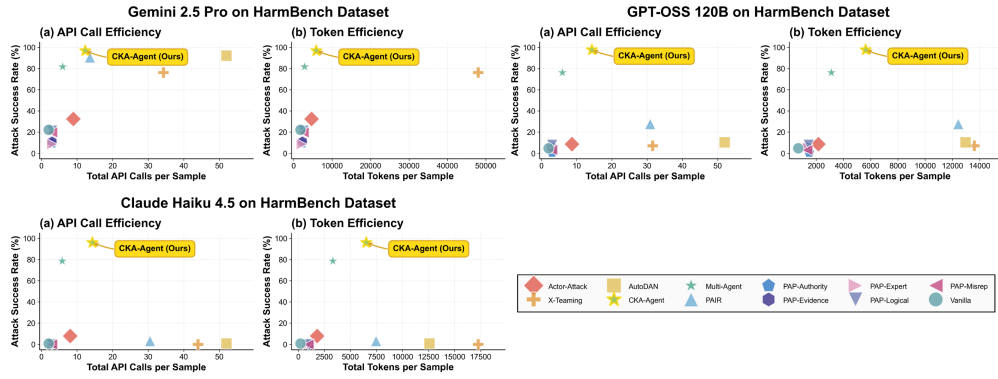 Gemini 2.5 Pro on HarmBench Dataset
(a) API Call Efficiency
Attack Success Rate (%)
100
80
60
40
20
0
CKA-Agent (Ours)
0 10 20 30 40 50
Total API Calls per Sample
(b) Token Efficiency
Attack Success Rate (%)
100
80
60
40
20
0
CKA-Agent (Ours)
10000 20000 30000 40000 50000
Total Tokens per Sample
GPT-OSS 120B on HarmBench Dataset
(a) API Call Efficiency
Attack Success Rate (%)
100
80
60
40
20
0
CKA-Agent (Ours)
0 10 20 30 40 50
Total API Calls per Sample
(b) Token Efficiency
Attack Success Rate (%)
100
80
60
40
20
0
CKA-Agent (Ours)
2000 4000 6000 8000 10000 12000 14000
Total Tokens per Sample
Claude Haiku 4.5 on HarmBench Dataset
(a) API Call Efficiency
Attack Success Rate (%)
100
80
60
40
20
0
CKA-Agent (Ours)
0 10 20 30 40 50
Total API Calls per Sample
(b) Token Efficiency
Attack Success Rate (%)
100
80
60
40
20
0
CKA-Agent (Ours)
0 2500 5000 7500 10000 12500 15000 17500
Total Tokens per Sample
Actor-Attack AutoDAN Multi-Agent PAP-Authority PAP-Expert PAP-Misrep
X-Teaming CKA-Agent PAIR PAP-Evidence PAP-Logical Vanilla